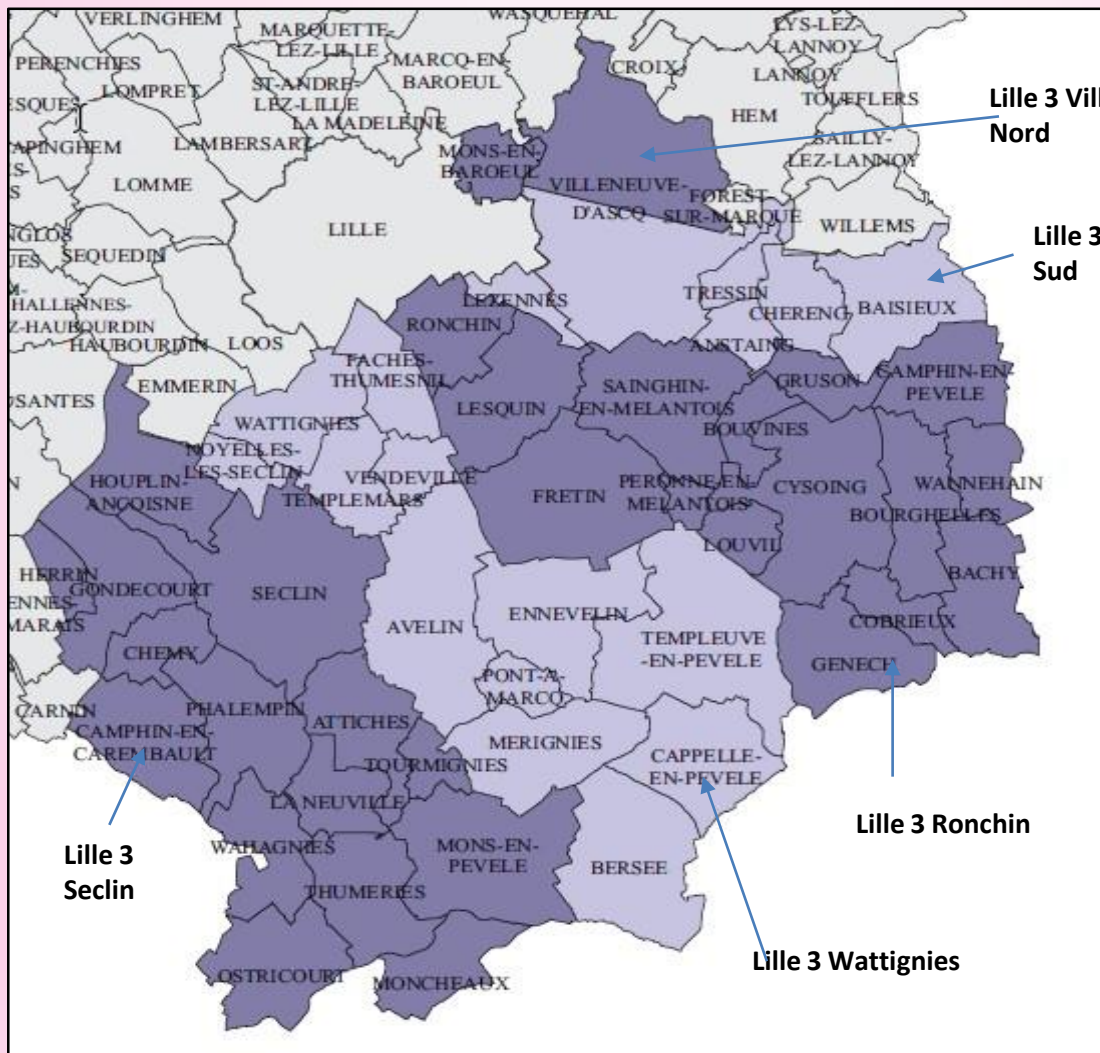 VERLINGHEM
WASQUEHAL
LYS-LEZ-
LANNOY
MARQUETTE-
LEZ-LILLE
PERENCHIES
MARCQ-EN-
BAROEUL
CROIX
LANNOY
ESQUES
LOMPRET
ST-ANDRE-
LEZ-LILLE
TOUFFLERS
Lille 3 Vill
Nord
HEM
LA MADELEINE
LAMBERSART
APINGHEM
MONS-EN-
BAROEUL
SAILLY-
LEZ-LANNOY
LOMME
VILLENEUVE-
D'ASCQ
FOREST-
SUR-MARQUE
WILLEMS
LILLE
NGLOS
SEQUEDIN
Lille 3
Sud
HALLENNES-
Z-HAUBOURDIN
LEZENNES
TRESSIN
CHERENG
BAISIEUX
HAUBOURDIN
LOOS
RONCHIN
ANSTAING
FACHES-
THUMESNIL
EMMERIN
GRUSON
CAMPHIN-EN-
PEVELE
OSANTES
SAINGHIN-
EN-MELANTOIS
LESQUIN
WATTIGNIES
BOUVINES
NOYELLES-
LES-SECLIN
VENDEVILLE
HOUPLIN-
ANCOISNE
TEMPLEMARS
FRETIN
PERONNE-EN-
MELANTOIS
CYSOING
WANNEHAIN
BOURGHELLES
LOUVIL
HERRIN
GONDECOURT
SECLIN
BACHY
ENNES-
MARAIS
ENNEVELIN
COBRIEUX
AVELIN
TEMPLEUVE
-EN-PEVELE
CHEMY
GENECH
PONT-A-
MARCQ
CARNIN
PHALEMPIN
ATTICHES
CAMPHIN-EN-
CAREMBAULT
MERIGNIES
CAPPELLE-
EN-PEVELE
TOURMIGNIES
LA NEUVILLE
Lille 3 Ronchin
WAHAGNIES
MONS-EN-
PEVELE
Lille 3
Seclin
BERSEE
THUMERIES
Lille 3 Wattignies
OSTRICOURT
MONCHEAUX